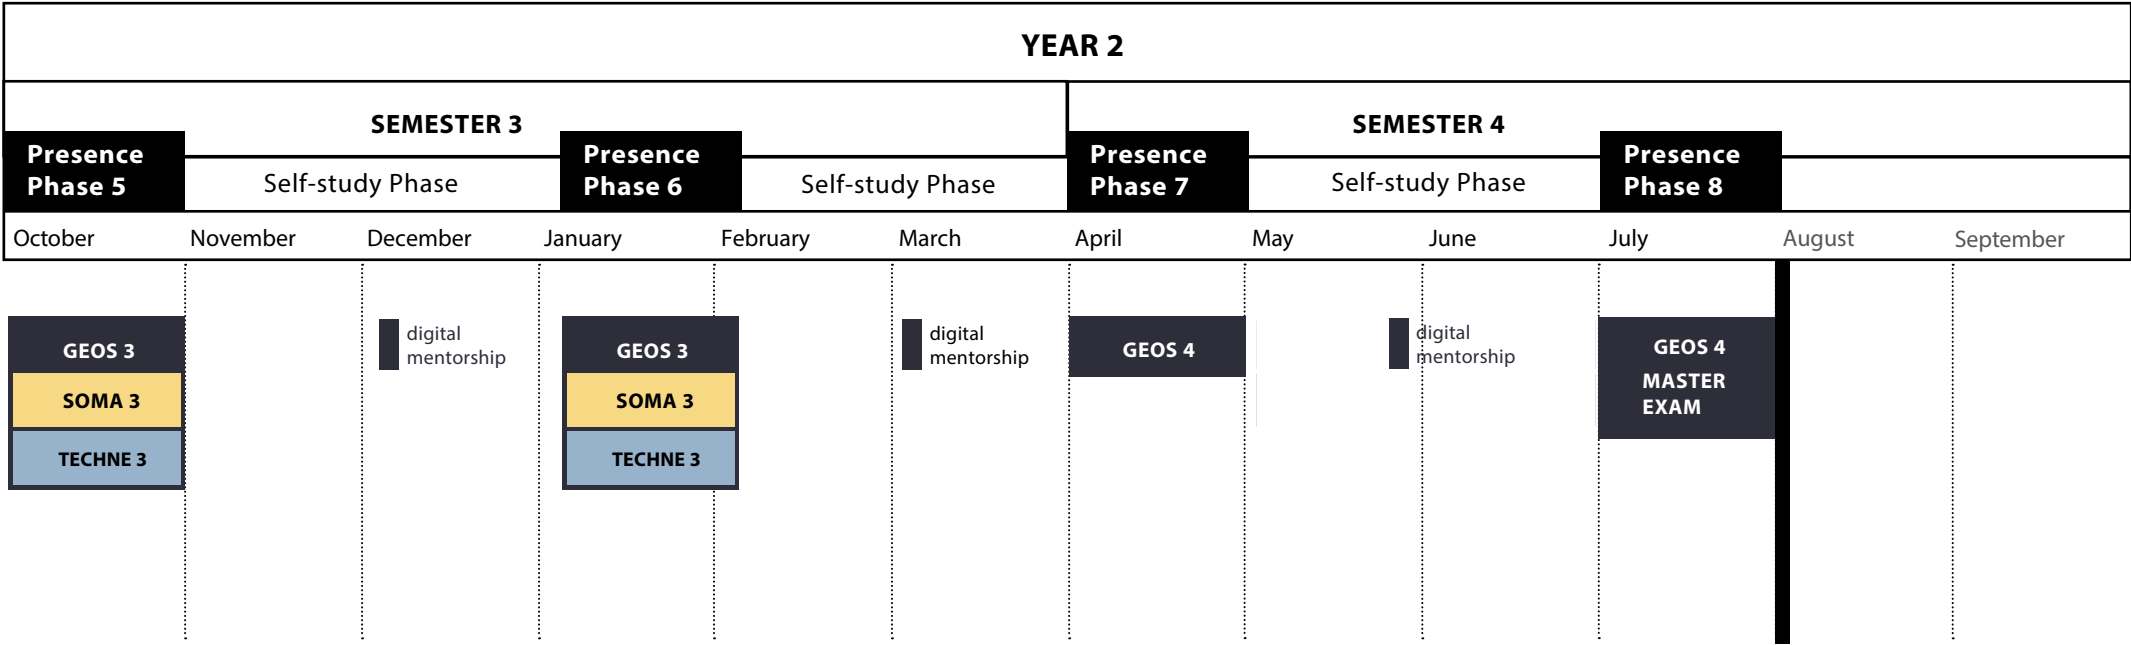 YEAR 2
SEMESTER 3
SEMESTER 4
Presence
Phase 5
Self-study Phase
Presence
Phase 6
Self-study Phase
Presence
Phase 7
Self-study Phase
Presence
Phase 8
October
November
December
January
February
March
April
May
June
July
August
September
GEOS 3
SOMA 3
TECHNE 3
digital
mentorship
GEOS 3
SOMA 3
TECHNE 3
digital
mentorship
GEOS 4
digital
mentorship
GEOS 4
MASTER
EXAM